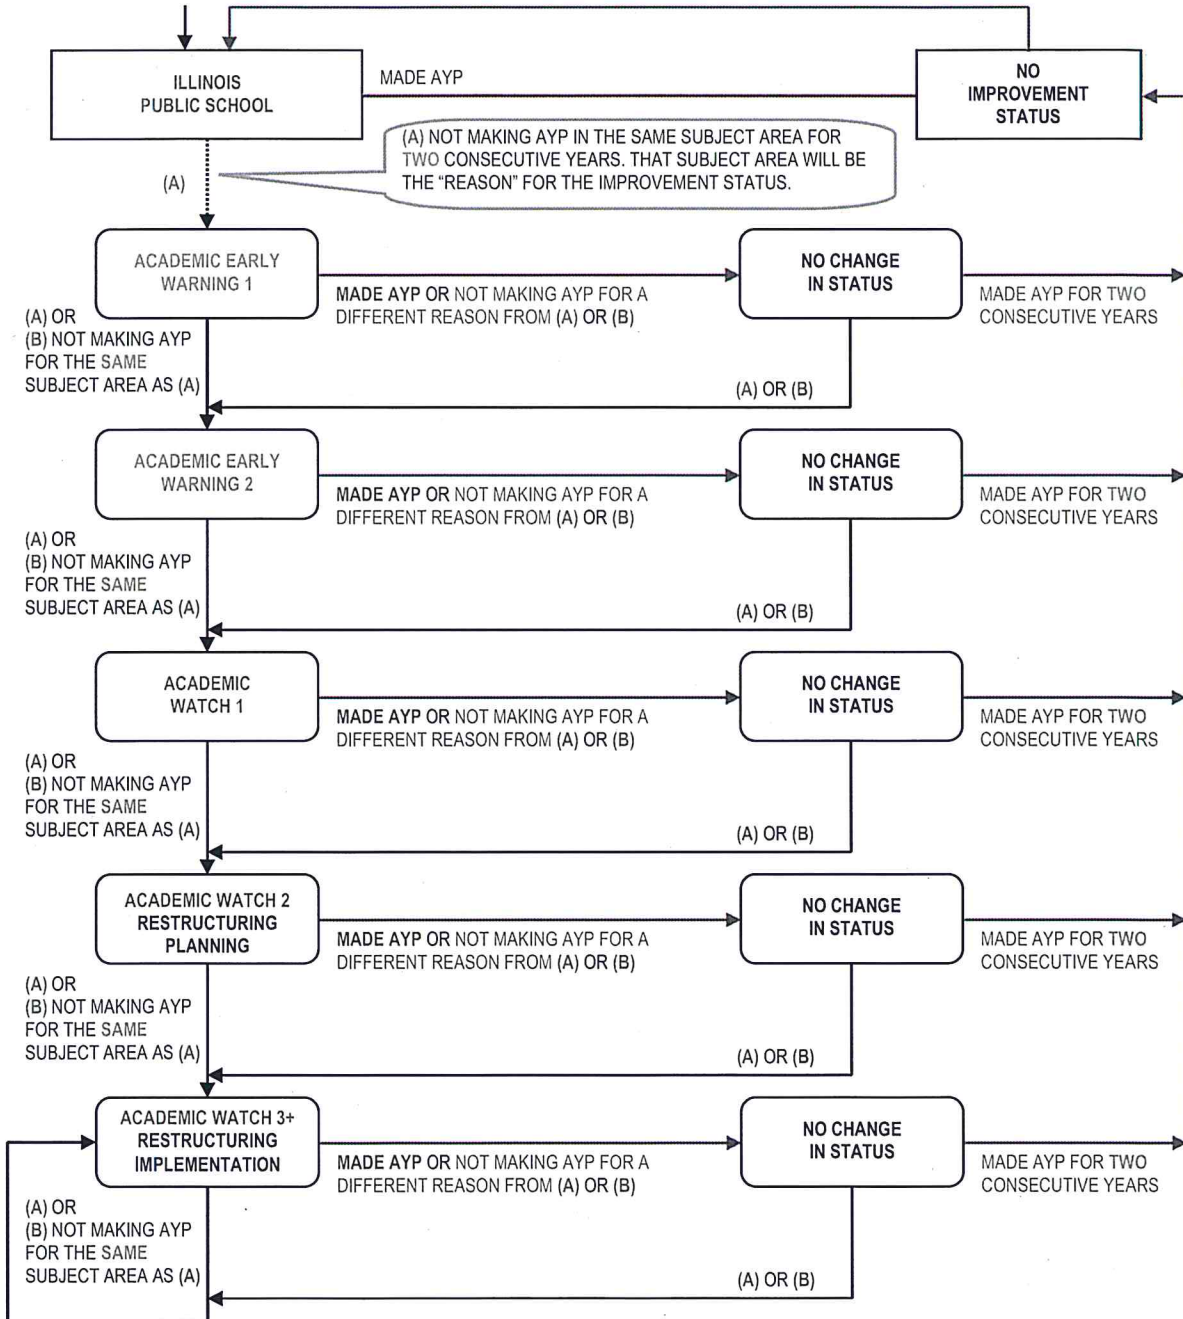 ILLINOIS
PUBLIC SCHOOL
MADE AYP
NO
IMPROVEMENT
STATUS
(A) NOT MAKING AYP IN THE SAME SUBJECT AREA FOR
TWO CONSECUTIVE YEARS. THAT SUBJECT AREA WILL BE
THE “REASON” FOR THE IMPROVEMENT STATUS.
(A)
ACADEMIC EARLY
WARNING 1
MADE AYP OR NOT MAKING AYP FOR A
DIFFERENT REASON FROM (A) OR (B)
NO CHANGE
IN STATUS
MADE AYP FOR TWO
CONSECUTIVE YEARS
(A) OR
(B) NOT MAKING AYP
FOR THE SAME
SUBJECT AREA AS (A)
(A) OR (B)
ACADEMIC EARLY
WARNING 2
MADE AYP OR NOT MAKING AYP FOR A
DIFFERENT REASON FROM (A) OR (B)
NO CHANGE
IN STATUS
MADE AYP FOR TWO
CONSECUTIVE YEARS
(A) OR
(B) NOT MAKING AYP
FOR THE SAME
SUBJECT AREA AS (A)
(A) OR (B)
ACADEMIC
WATCH 1
MADE AYP OR NOT MAKING AYP FOR A
DIFFERENT REASON FROM (A) OR (B)
NO CHANGE
IN STATUS
MADE AYP FOR TWO
CONSECUTIVE YEARS
(A) OR
(B) NOT MAKING AYP
FOR THE SAME
SUBJECT AREA AS (A)
(A) OR (B)
ACADEMIC WATCH 2
RESTRUCTURING
PLANNING
MADE AYP OR NOT MAKING AYP FOR A
DIFFERENT REASON FROM (A) OR (B)
NO CHANGE
IN STATUS
MADE AYP FOR TWO
CONSECUTIVE YEARS
(A) OR
(B) NOT MAKING AYP
FOR THE SAME
SUBJECT AREA AS (A)
(A) OR (B)
ACADEMIC WATCH 3+
RESTRUCTURING
IMPLEMENTATION
MADE AYP OR NOT MAKING AYP FOR A
DIFFERENT REASON FROM (A) OR (B)
NO CHANGE
IN STATUS
MADE AYP FOR TWO
CONSECUTIVE YEARS
(A) OR
(B) NOT MAKING AYP
FOR THE SAME
SUBJECT AREA AS (A)
(A) OR (B)